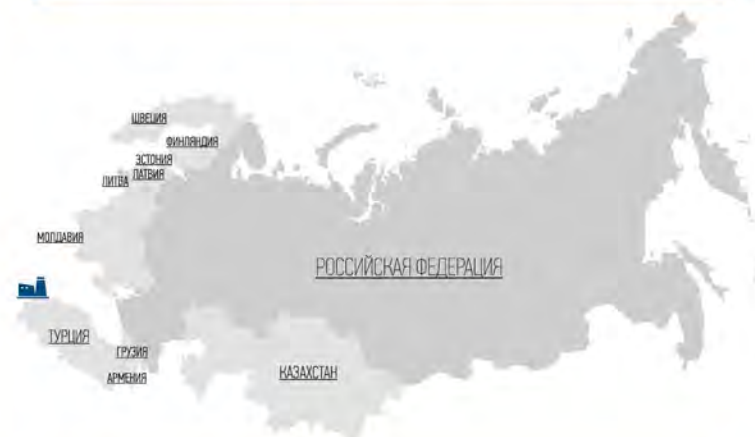 ШВЕЦИЯ
ФИНЛЯНДИЯ
ЭСТОНИЯ
ЛАТВИЯ
ЛИТВА
МОЛДАВИЯ
РОССИЙСКАЯ ФЕДЕРАЦИЯ
ТУРЦИЯ
ГРУЗИЯ
АРМЕНИЯ
КАЗАХСТАН